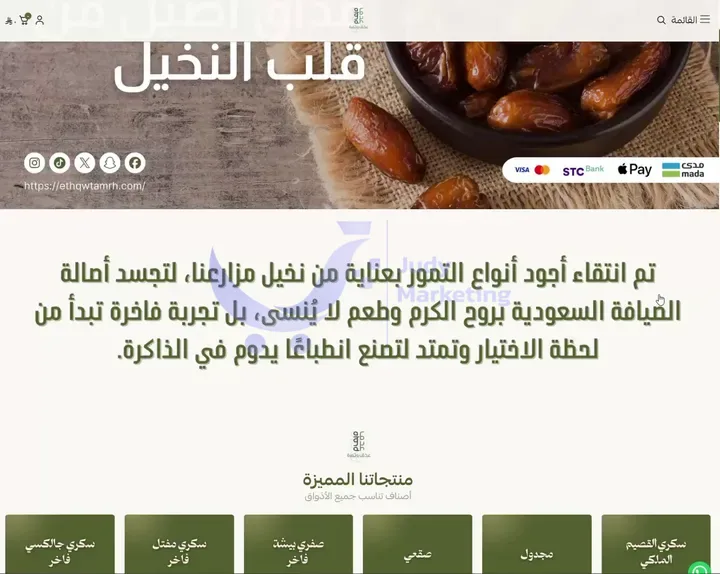 القائمة
مذاق أصيل من
قلب النخيل
https://ethqwtamrh.com/
VISA
STC Bank
Pay
مدى
mada
Judy
Marketing
تم انتقاء أجود أنواع التمور بعناية من نخيل مزارعنا، لتجسد أصالة
الضيافة السعودية بروح الكرم وطعم لا يُنسى، بل تجربة فاخرة تبدأ من
لحظة الاختيار وتمتد لتصنع انطباعًا يدوم في الذاكرة.
منتجاتنا المميزة
أصناف تناسب جميع الأذواق
سكري القصيم
الملكي
مجدول
صقعي
صفري بيشة
فاخر
سكري مفتل
فاخر
سكري جالكسي
فاخر